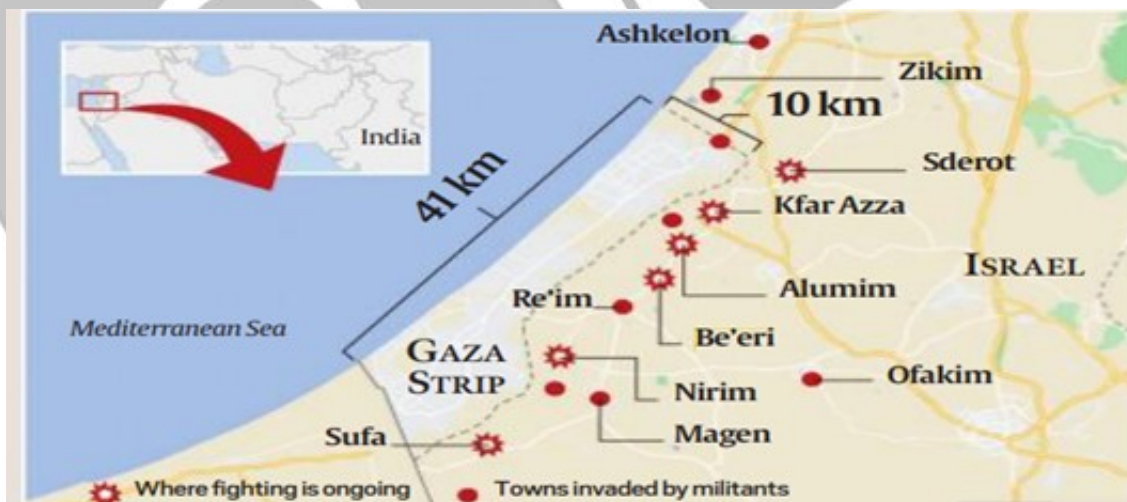 Ashkelon
Zikim
10 km
India
Sderot
41 km
Kfar Azza
ISRAEL
Alumim
Re'im
Mediterranean Sea
Be'eri
GAZA
STRIP
Ofakim
Nirim
Sufa
Magen
Where fighting is ongoing
Towns invaded by militants